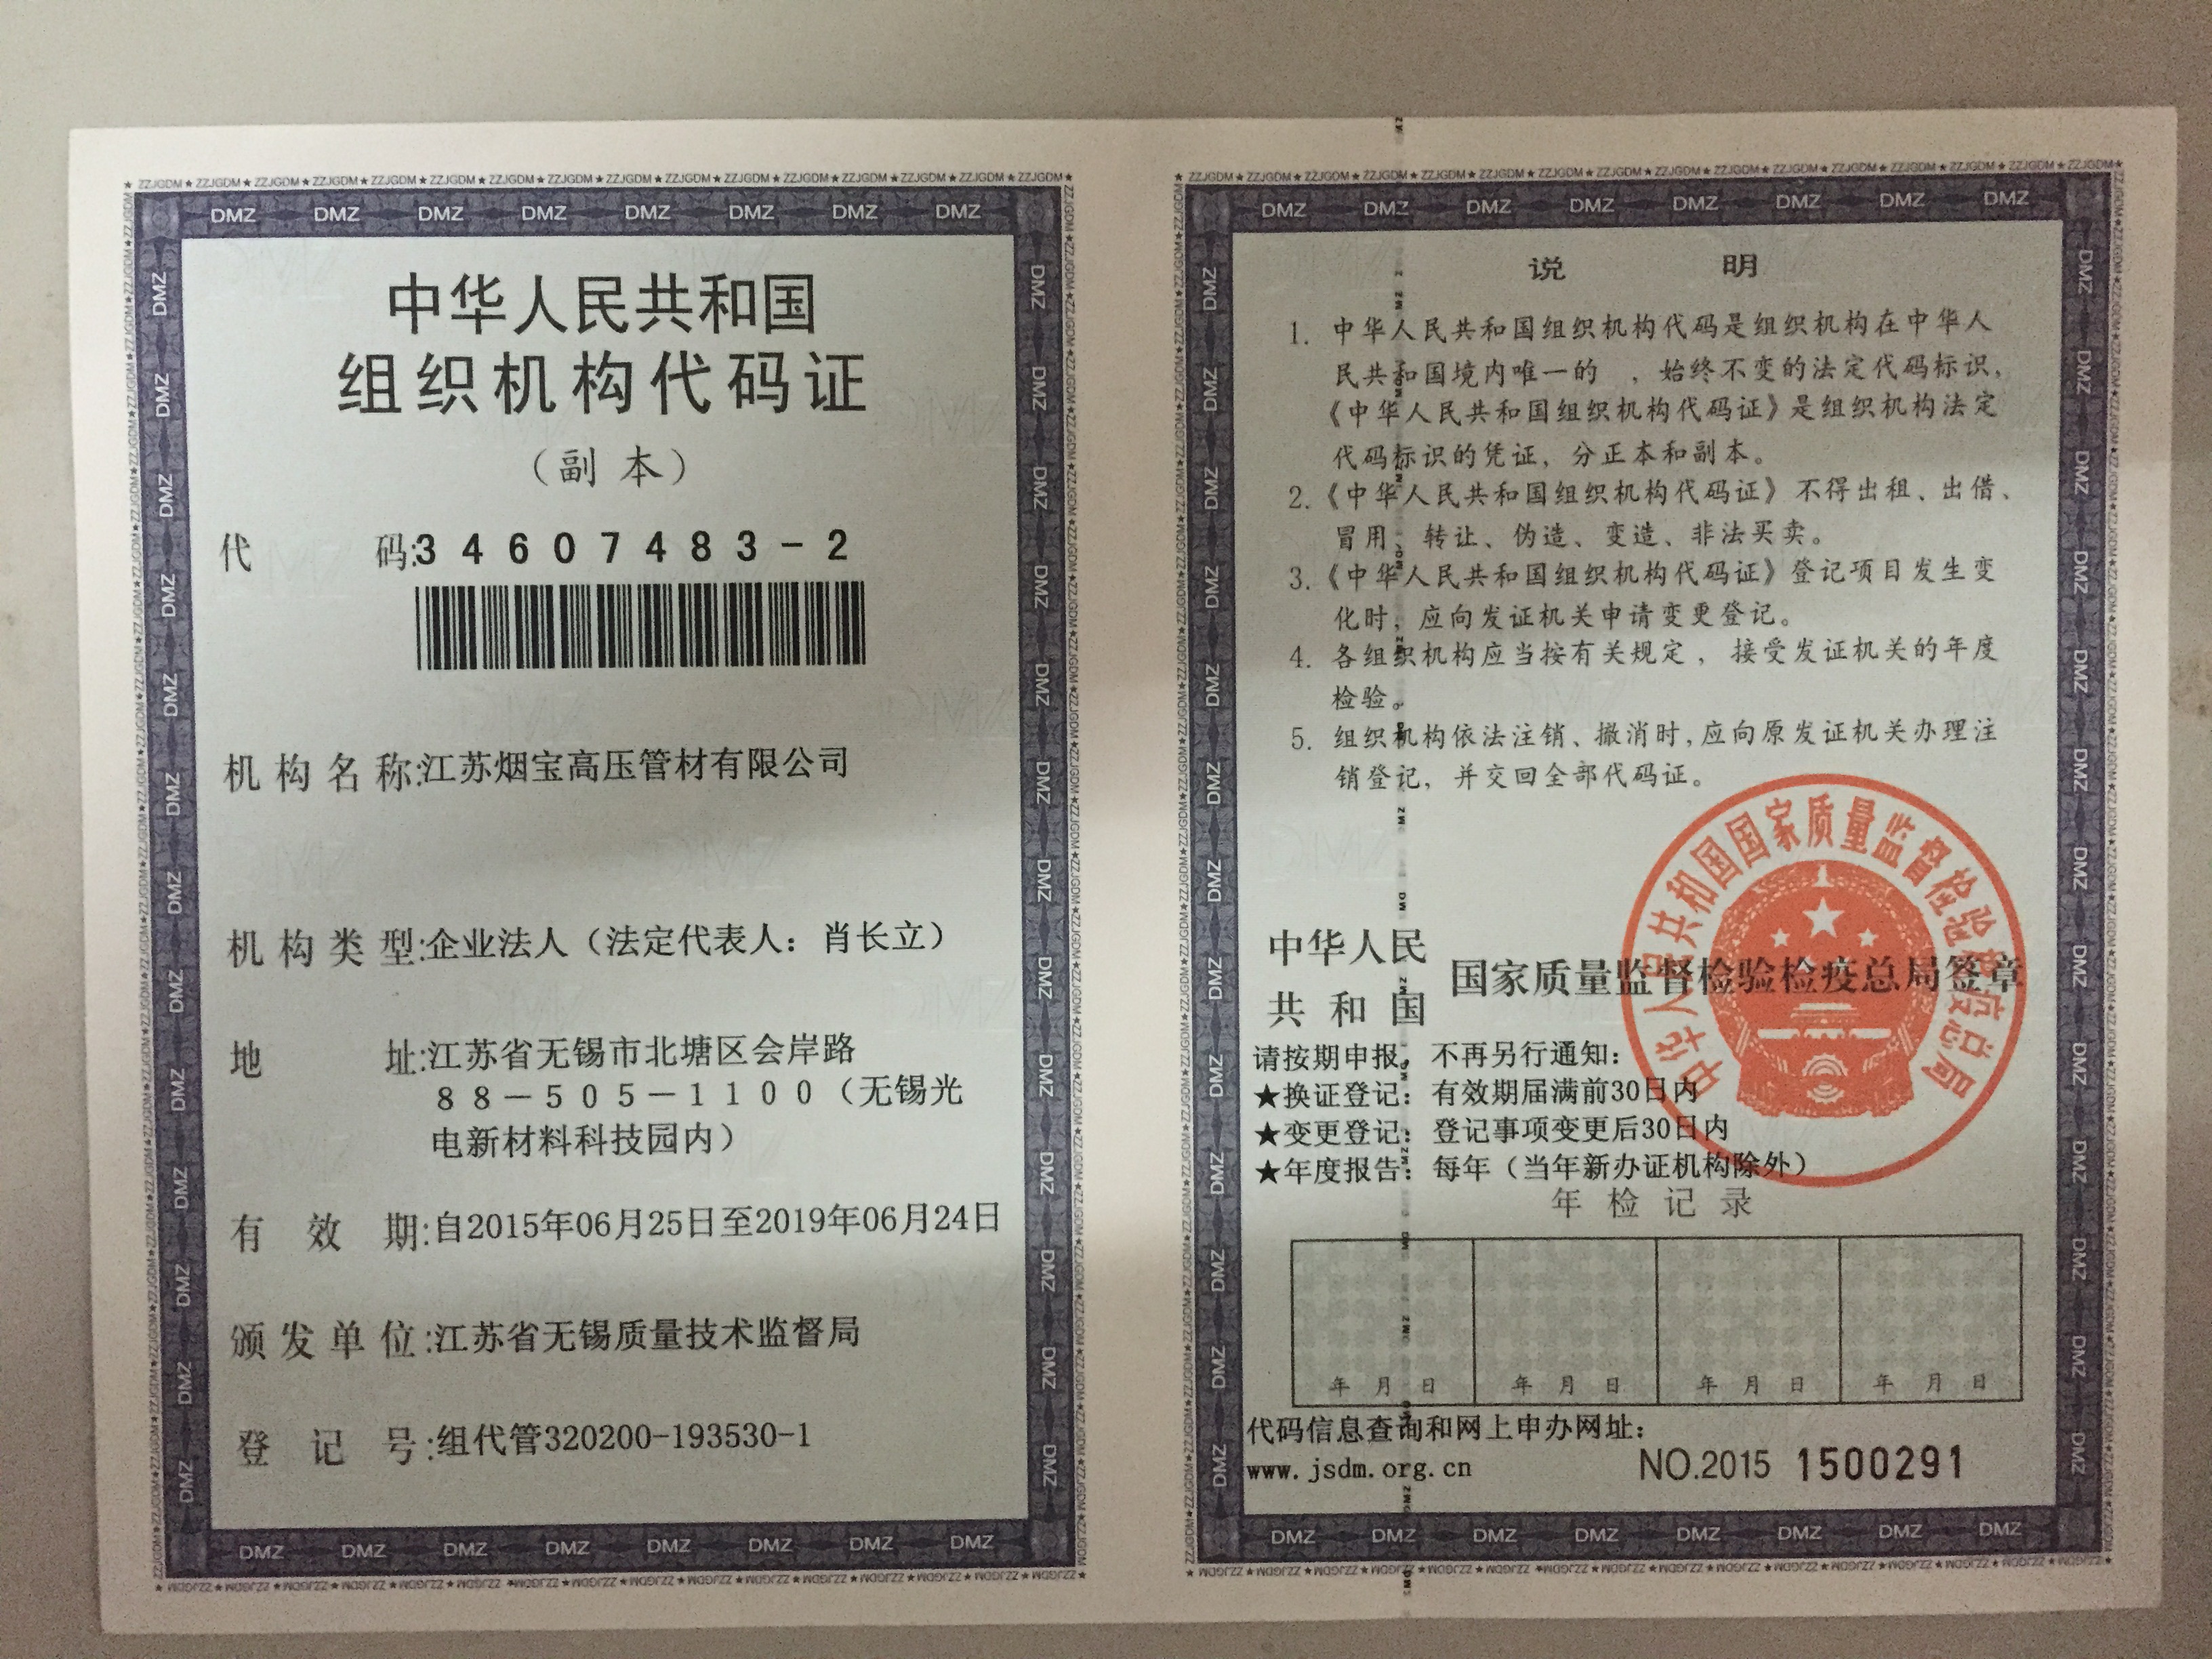 中华人民共和国
组织机构代码证
（副 本）
代 码:34607483-2
机构名称:江苏烟宝高压管材有限公司
机构类型:企业法人（法定代表人：肖长立）
地 址:江苏省无锡市北塘区会岸路
88－505－1100（无锡光
电新材料科技园内）
有 效 期:自2015年06月25日至2019年06月24日
颁发单位:江苏省无锡质量技术监督局
登 记 号:组代管320200-193530-1
说 明
1. 中华人民共和国组织机构代码是组织机构在中华人
民共和国境内唯一的 ，始终不变的法定代码标识，
《中华人民共和国组织机构代码证》是组织机构法定
代码标识的凭证，分正本和副本。
2.《中华人民共和国组织机构代码证》不得出租、出借、
冒用、转让、伪造、变造、非法买卖。
3.《中华人民共和国组织机构代码证》登记项目发生变
化时，应向发证机关申请变更登记。
4. 各组织机构应当按有关规定，接受发证机关的年度
检验。
5. 组织机构依法注销、撤消时,应向原发证机关办理注
销登记，并交回全部代码证。
中华人民
共和国
国家质量监督检验检疫总局签章
中华人民共和国国家质量监督检验检疫总局
请按期申报，不再另行通知：
★换证登记：有效期届满前30日内
★变更登记：登记事项变更后30日内
★年度报告：每年（当年新办证机构除外）
年检记录
年 月 日 年 月 日 年 月 日 年 月 日
代码信息查询和网上申办网址：
www.jsdm.org.cn
NO.2015 1500291